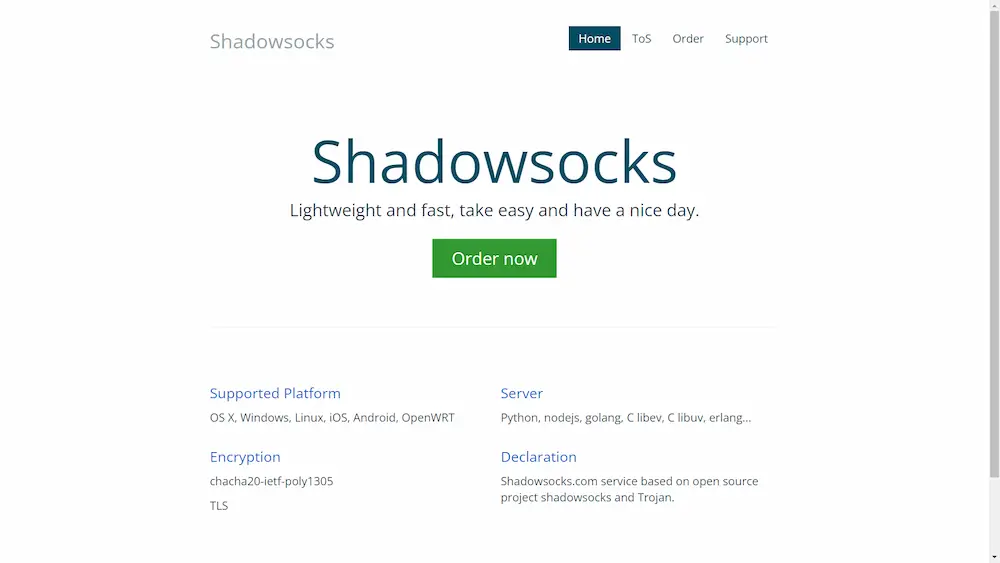 Shadowsocks
Home ToS Order Support
Shadowsocks
Lightweight and fast, take easy and have a nice day.
Order now
Supported Platform
OS X, Windows, Linux, iOS, Android, OpenWRT
Server
Python, nodejs, golang, C libev, C libuv, erlang...
Encryption
chacha20-ietf-poly1305
TLS
Declaration
Shadowsocks.com service based on open source
project shadowsocks and Trojan.